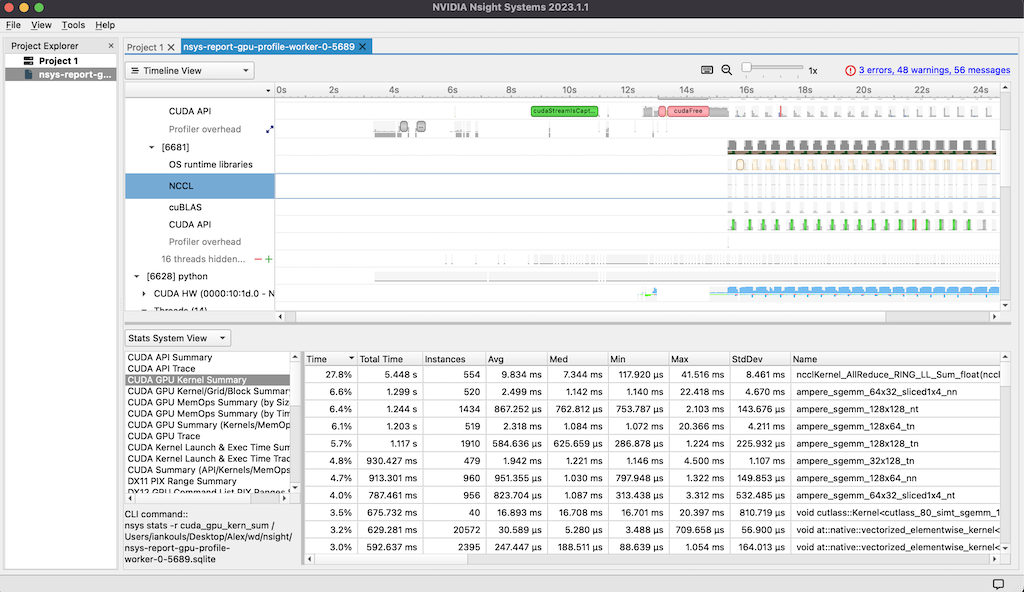 NVIDIA Nsight Systems 2023.1.1
File View Tools Help
Project Explorer ×
Project 1
nsys-report-g...
Project 1 ×
nsys-report-gpu-profile-worker-0-5689 ×
Timeline View
1x
3 errors, 48 warnings, 56 messages
0s 2s 4s 6s 8s 10s 12s 14s 16s 18s 20s 22s 24s
CUDA API
cudaStreamIsCapt...
cudaFree
Profiler overhead
[6681]
OS runtime libraries
NCCL
cuBLAS
CUDA API
Profiler overhead
16 threads hidden... − +
[6628] python
CUDA HW (0000:10:1d.0 - N
Threads (14)
Stats System View
CUDA API Summary
CUDA API Trace
CUDA GPU Kernel Summary
CUDA GPU Kernel/Grid/Block Summary
CUDA GPU MemOps Summary (by Siz
CUDA GPU MemOps Summary (by Tim
CUDA GPU Summary (Kernels/MemOp
CUDA GPU Trace
CUDA Kernel Launch & Exec Time Sum
CUDA Kernel Launch & Exec Time Trac
CUDA Summary (API/Kernels/MemOps
DX11 PIX Range Summary
DX12 GPU Command List PIX Ranges S
CLI command::
nsys stats -r cuda_gpu_kern_sum /
Users/iankouls/Desktop/Alex/wd/nsight/
nsys-report-gpu-profile-
worker-0-5689.sqlite
Time Total Time Instances Avg Med Min Max StdDev Name
27.8% 5.448 s 554 9.834 ms 7.344 ms 117.920 μs 41.516 ms 8.461 ms ncclKernel_AllReduce_RING_LL_Sum_float(nccl
6.6% 1.299 s 520 2.499 ms 1.142 ms 1.140 ms 22.418 ms 4.670 ms ampere_sgemm_64x32_sliced1x4_nn
6.4% 1.244 s 1434 867.252 μs 762.812 μs 753.787 μs 2.103 ms 143.676 μs ampere_sgemm_128x128_nt
6.1% 1.203 s 519 2.318 ms 1.084 ms 1.072 ms 20.366 ms 4.211 ms ampere_sgemm_128x64_tn
5.7% 1.117 s 1910 584.636 μs 625.659 μs 286.878 μs 1.224 ms 225.932 μs ampere_sgemm_128x128_tn
4.8% 930.427 ms 479 1.942 ms 1.221 ms 1.146 ms 4.500 ms 1.107 ms ampere_sgemm_32x128_tn
4.7% 913.301 ms 960 951.355 μs 1.030 ms 797.948 μs 1.322 ms 149.853 μs ampere_sgemm_128x128_nn
4.0% 787.461 ms 956 823.704 μs 1.087 ms 313.438 μs 3.312 ms 532.485 μs ampere_sgemm_64x32_sliced1x4_nt
3.5% 675.732 ms 40 16.893 ms 16.708 ms 16.701 ms 20.397 ms 810.719 μs void cutlass::Kernel<cutlass_80_simt_sgemm_1
3.2% 629.281 ms 20572 30.589 μs 5.280 μs 3.488 μs 709.658 μs 56.900 μs void at::native::vectorized_elementwise_kernel<
3.0% 592.637 ms 2395 247.447 μs 188.511 μs 88.639 μs 1.054 ms 164.013 μs void at::native::vectorized_elementwise_kernel<